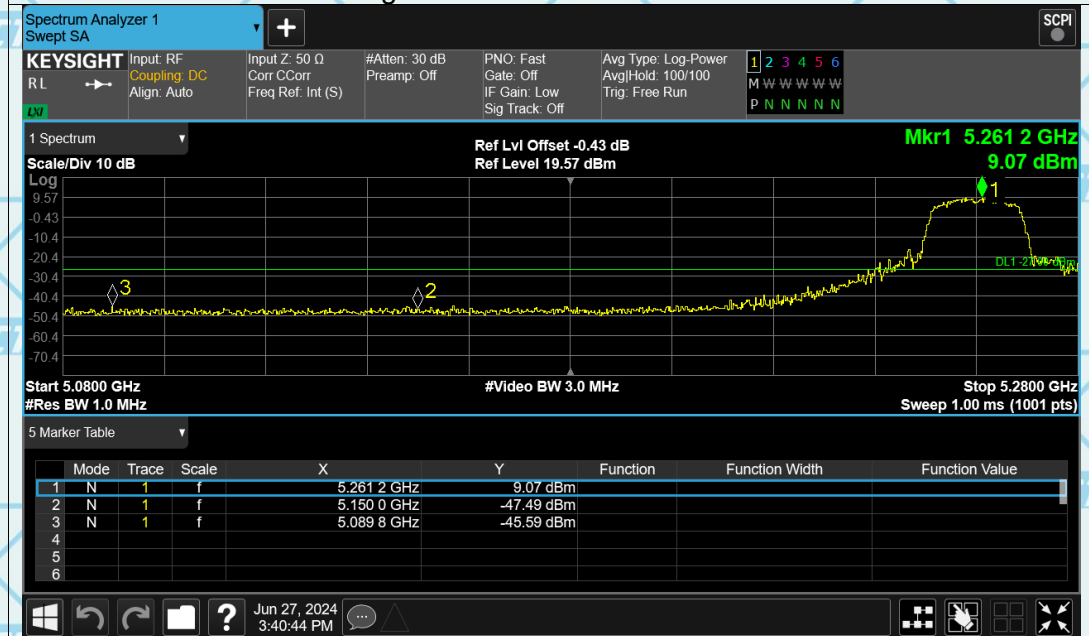 Spectrum Analyzer 1
Swept SA
+
SCPI
KEYSIGHT
RL
LXI
Input: RF
Coupling: DC
Align: Auto
Input Z: 50 Ω
Corr CCorr
Freq Ref: Int (S)
#Atten: 30 dB
Preamp: Off
PNO: Fast
Gate: Off
IF Gain: Low
Sig Track: Off
Avg Type: Log-Power
Avg|Hold: 100/100
Trig: Free Run
1 2 3 4 5 6
M W W W W W
P N N N N N
1 Spectrum
Scale/Div 10 dB
Ref Lvl Offset -0.43 dB
Ref Level 19.57 dBm
Mkr1 5.261 2 GHz
9.07 dBm
Log
9.57
-0.43
-10.4
-20.4
-30.4
-40.4
-50.4
-60.4
-70.4
1
2
3
Start 5.0800 GHz
#Video BW 3.0 MHz
Stop 5.2800 GHz
#Res BW 1.0 MHz
Sweep 1.00 ms (1001 pts)
5 Marker Table
Mode Trace Scale X Y Function Function Width Function Value
1 N 1 f 5.261 2 GHz 9.07 dBm
2 N 1 f 5.150 0 GHz -47.49 dBm
3 N 1 f 5.089 8 GHz -45.59 dBm
4
5
6
?
Jun 27, 2024
3:40:44 PM